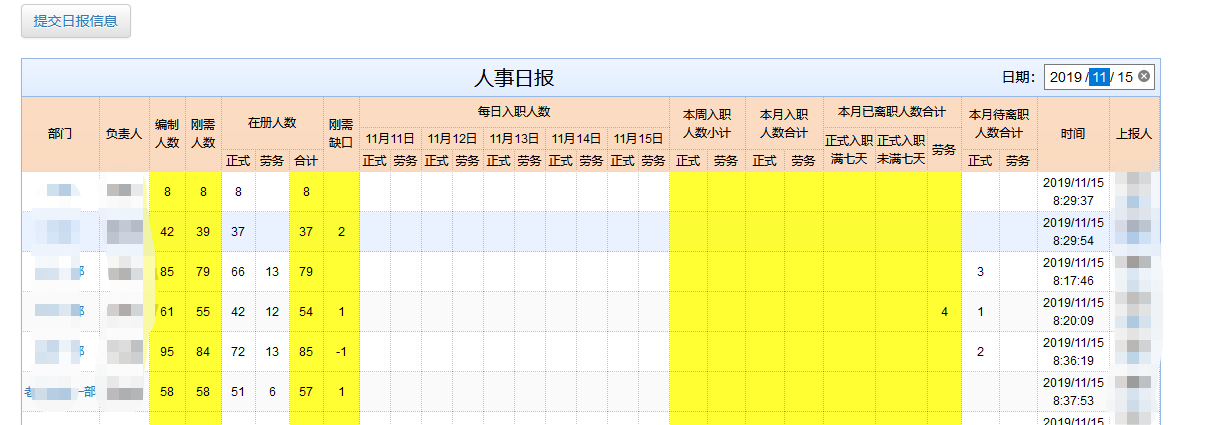 提交日报信息
人事日报
日期：
2019 / 11 / 15
部门 负责人 编制人数 刚需人数 在册人数 刚需缺口 每日入职人数 本周入职人数小计 本月入职人数合计 本月已离职人数合计 本月待离职人数合计 时间 上报人
11月11日 11月12日 11月13日 11月14日 11月15日
正式 劳务 合计 正式 劳务 正式 劳务 正式 劳务 正式 劳务 正式 劳务 正式 劳务 正式 劳务 正式入职满七天 正式入职未满七天 劳务 正式 劳务
8 8 8 8 2019/11/15 8:29:37
42 39 37 37 2 2019/11/15 8:29:54
85 79 66 13 79 3 2019/11/15 8:17:46
61 55 42 12 54 1 4 1 2019/11/15 8:20:09
95 84 72 13 85 -1 2 2019/11/15 8:36:19
一部 58 58 51 6 57 1 2019/11/15 8:37:53
2019/11/15